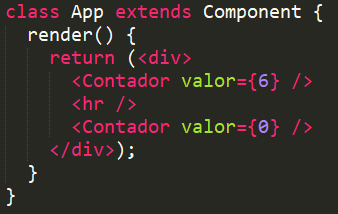 class App extends Component {
render() {
return (<div>
<Contador valor={6} />
<hr />
<Contador valor={0} />
</div>);
}
}